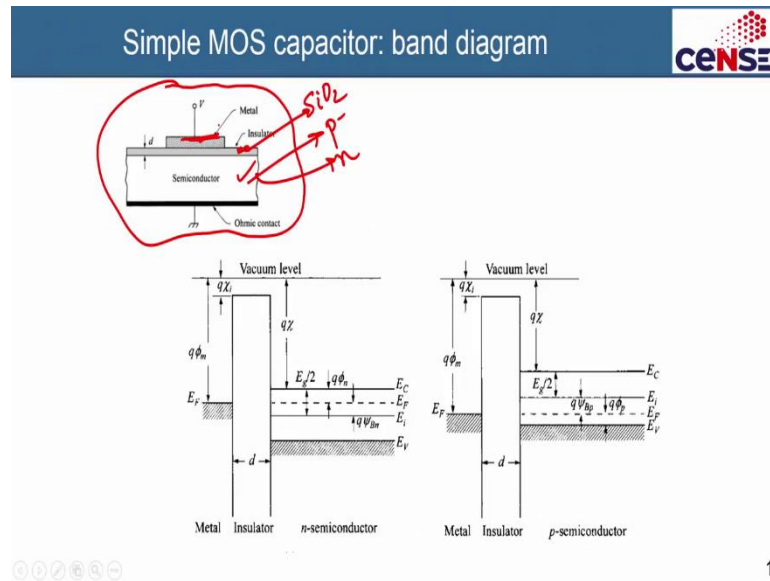 Simple MOS capacitor: band diagram
CeNSE
V
Metal
SiO2
d
Insulator
p-
n
Semiconductor
Ohmic contact
Vacuum level
qχi
qχ
qϕm
Eg/2
qϕn
EC
EF
EF
Ei
qψBn
EV
d
Metal Insulator n-semiconductor
Vacuum level
qχi
qχ
qϕm
EC
Eg/2
Ei
qψBp
qϕp
EF
EF
EV
d
Metal Insulator p-semiconductor
1